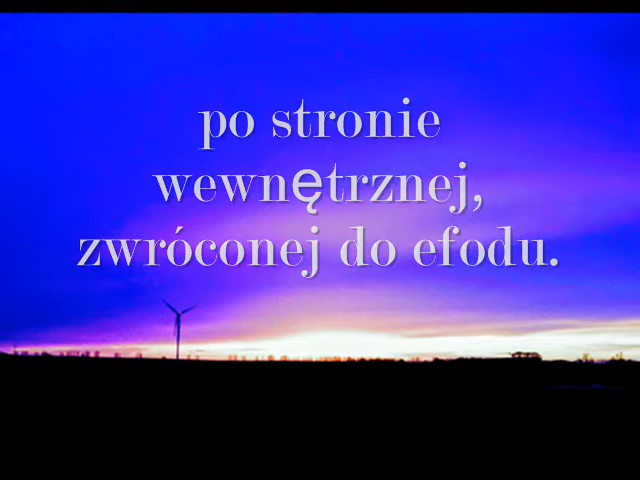 po stronie
wewnętrznej,
zwróconej do efodu.